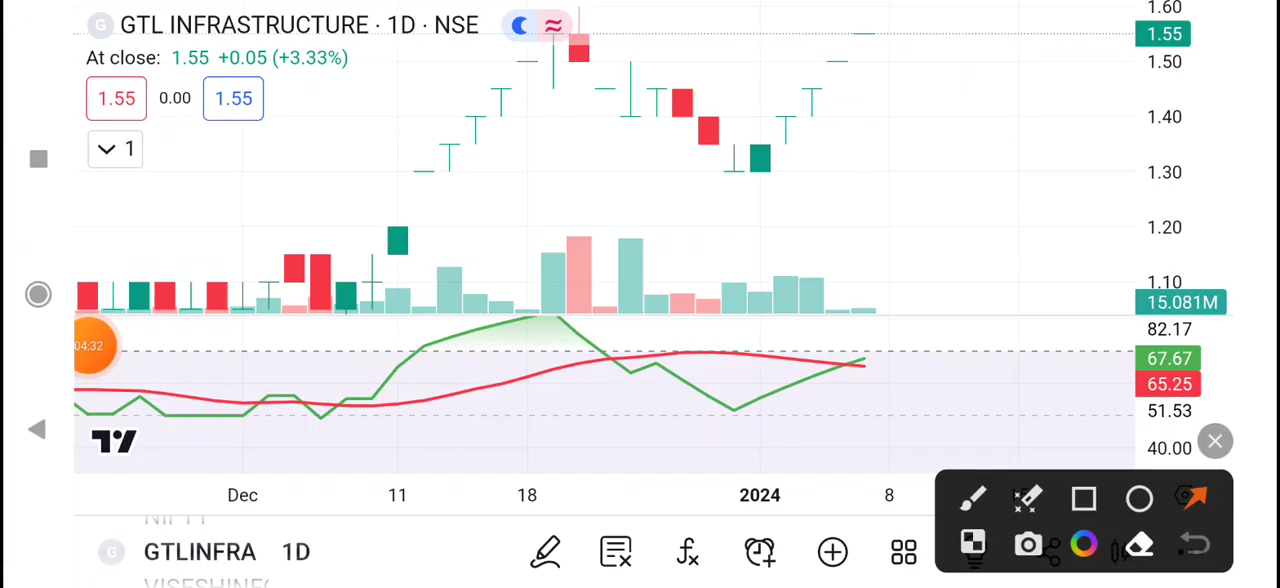 G GTL INFRASTRUCTURE · 1D · NSE
At close: 1.55 +0.05 (+3.33%)
1.55 0.00 1.55
1
1.60
1.55
1.50
1.40
1.30
1.20
1.10
15.081M
82.17
67.67
65.25
51.53
40.00
04:32
Dec 11 18 2024 8
NIFTY
G GTLINFRA 1D